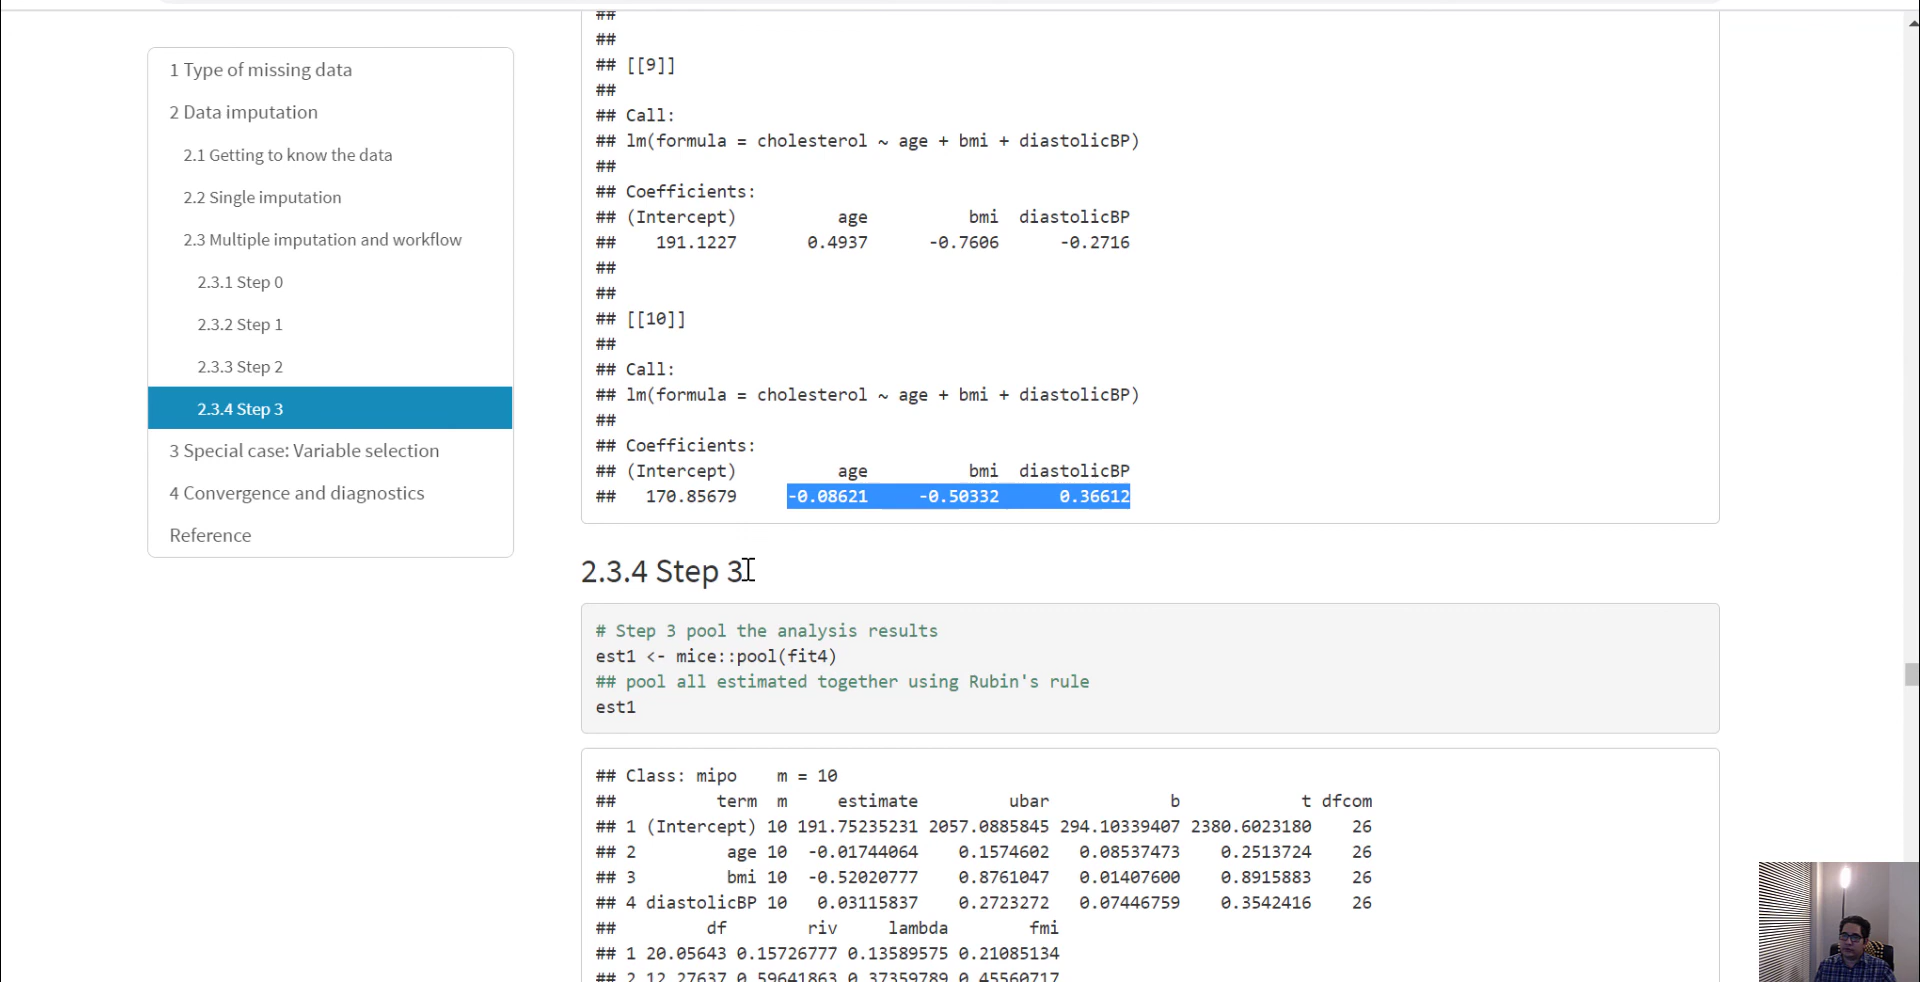 1 Type of missing data
2 Data imputation
2.1 Getting to know the data
2.2 Single imputation
2.3 Multiple imputation and workflow
2.3.1 Step 0
2.3.2 Step 1
2.3.3 Step 2
2.3.4 Step 3
3 Special case: Variable selection
4 Convergence and diagnostics
Reference
##
##
## [[9]]
##
## Call:
## lm(formula = cholesterol ~ age + bmi + diastolicBP)
##
## Coefficients:
## (Intercept) age bmi diastolicBP
## 191.1227 0.4937 -0.7606 -0.2716
##
##
## [[10]]
##
## Call:
## lm(formula = cholesterol ~ age + bmi + diastolicBP)
##
## Coefficients:
## (Intercept) age bmi diastolicBP
## 170.85679 -0.08621 -0.50332 0.36612
2.3.4 Step 3
# Step 3 pool the analysis results
est1 <- mice::pool(fit4)
## pool all estimated together using Rubin's rule
est1
## Class: mipo m = 10
## term m estimate ubar b t dfcom
## 1 (Intercept) 10 191.75235231 2057.0885845 294.10339407 2380.6023180 26
## 2 age 10 -0.01744064 0.1574602 0.08537473 0.2513724 26
## 3 bmi 10 -0.52020777 0.8761047 0.01407600 0.8915883 26
## 4 diastolicBP 10 0.03115837 0.2723272 0.07446759 0.3542416 26
## df riv lambda fmi
## 1 20.05643 0.15726777 0.13589575 0.21085134
## 2 12.27637 0.59641863 0.37359789 0.45560717